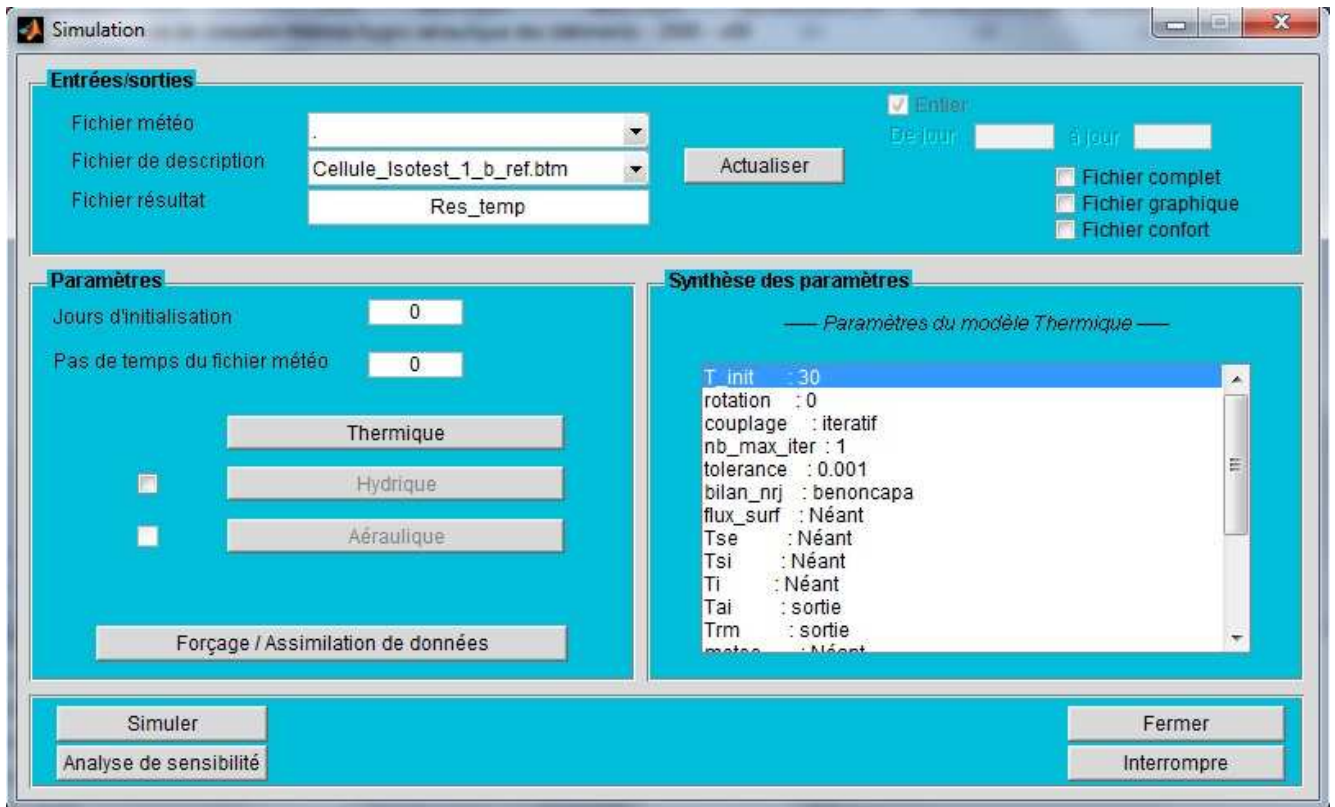 Simulation
Entrées/sorties
Fichier météo
.
Fichier de description
Cellule_Isotest_1_b_ref.btm
Fichier résultat
Res_temp
Actualiser
Entier
De jour
à jour
Fichier complet
Fichier graphique
Fichier confort
Paramètres
Jours d'initialisation 0
Pas de temps du fichier météo 0
Thermique
Hydrique
Aéraulique
Forçage / Assimilation de données
Synthèse des paramètres
---- Paramètres du modèle Thermique ----
T_init : 30
rotation : 0
couplage : iteratif
nb_max_iter : 1
tolerance : 0.001
bilan_nrj : benoncapa
flux_surf : Néant
Tse : Néant
Tsi : Néant
Ti : Néant
Tai : sortie
Trm : sortie
meteo : Néant
Simuler
Analyse de sensibilité
Fermer
Interrompre